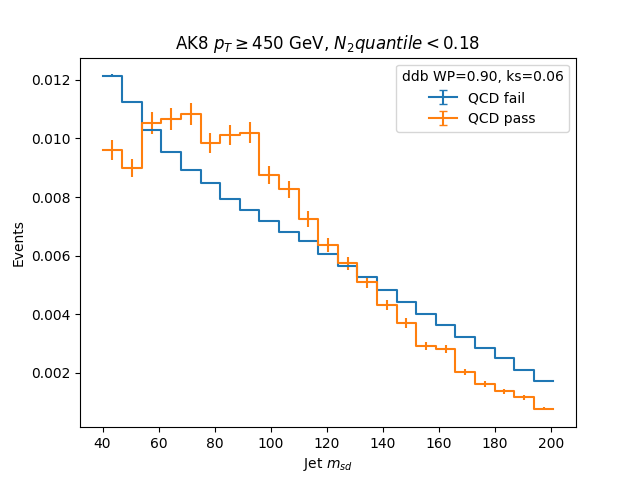 AK8 $p_T \geq 450$ GeV, $N_2quantile < 0.18$
ddb WP=0.90, ks=0.06
QCD fail
QCD pass
Events
0.012
0.010
0.008
0.006
0.004
0.002
40 60 80 100 120 140 160 180 200
Jet $m_{sd}$